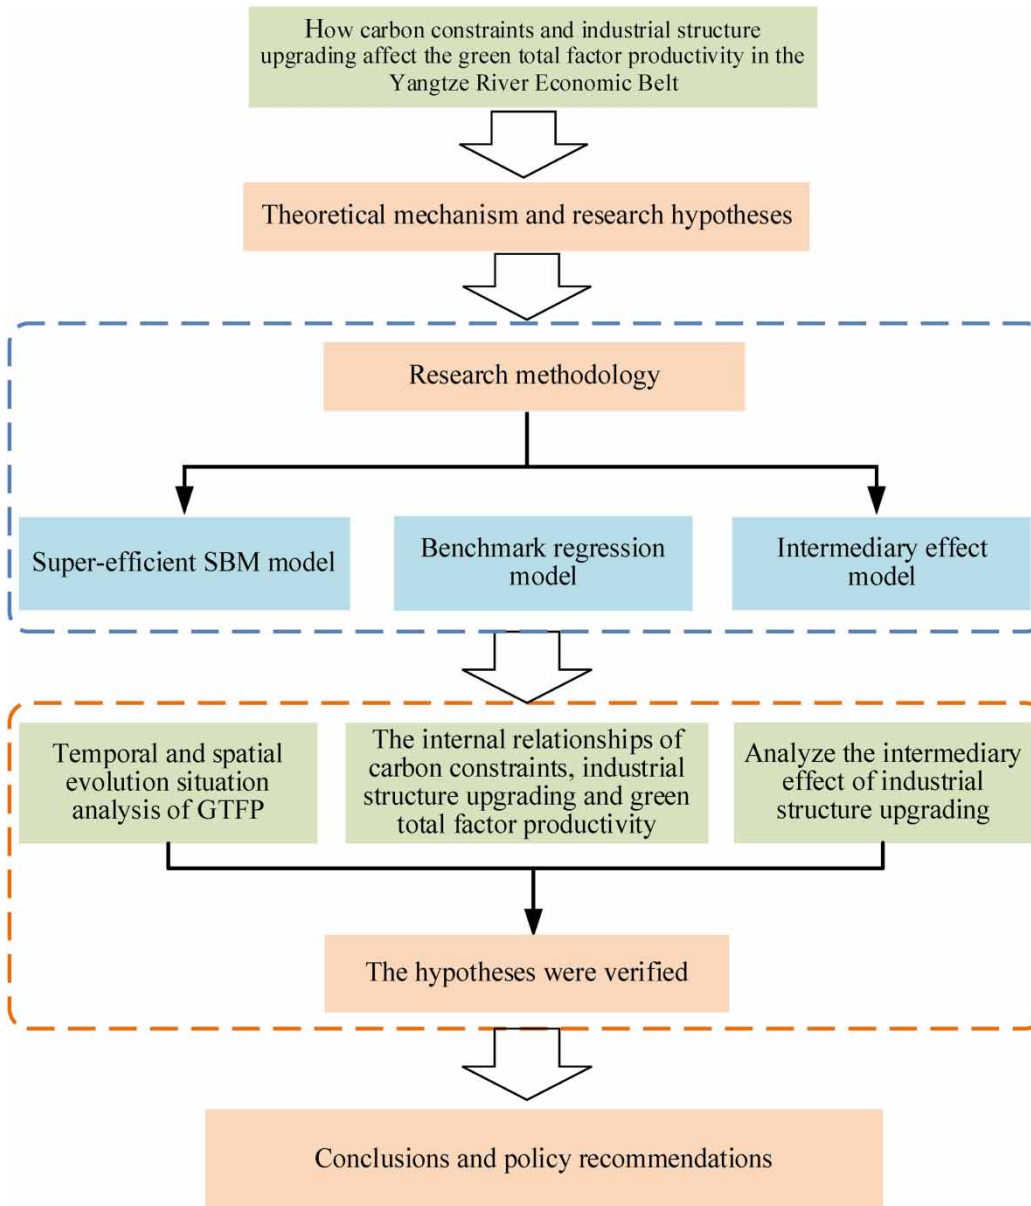 How carbon constraints and industrial structure
upgrading affect the green total factor productivity in the
Yangtze River Economic Belt
Theoretical mechanism and research hypotheses
Research methodology
Super-efficient SBM model
Benchmark regression
model
Intermediary effect
model
Temporal and spatial
evolution situation
analysis of GTFP
The internal relationships of
carbon constraints, industrial
structure upgrading and green
total factor productivity
Analyze the intermediary
effect of industrial
structure upgrading
The hypotheses were verified
Conclusions and policy recommendations